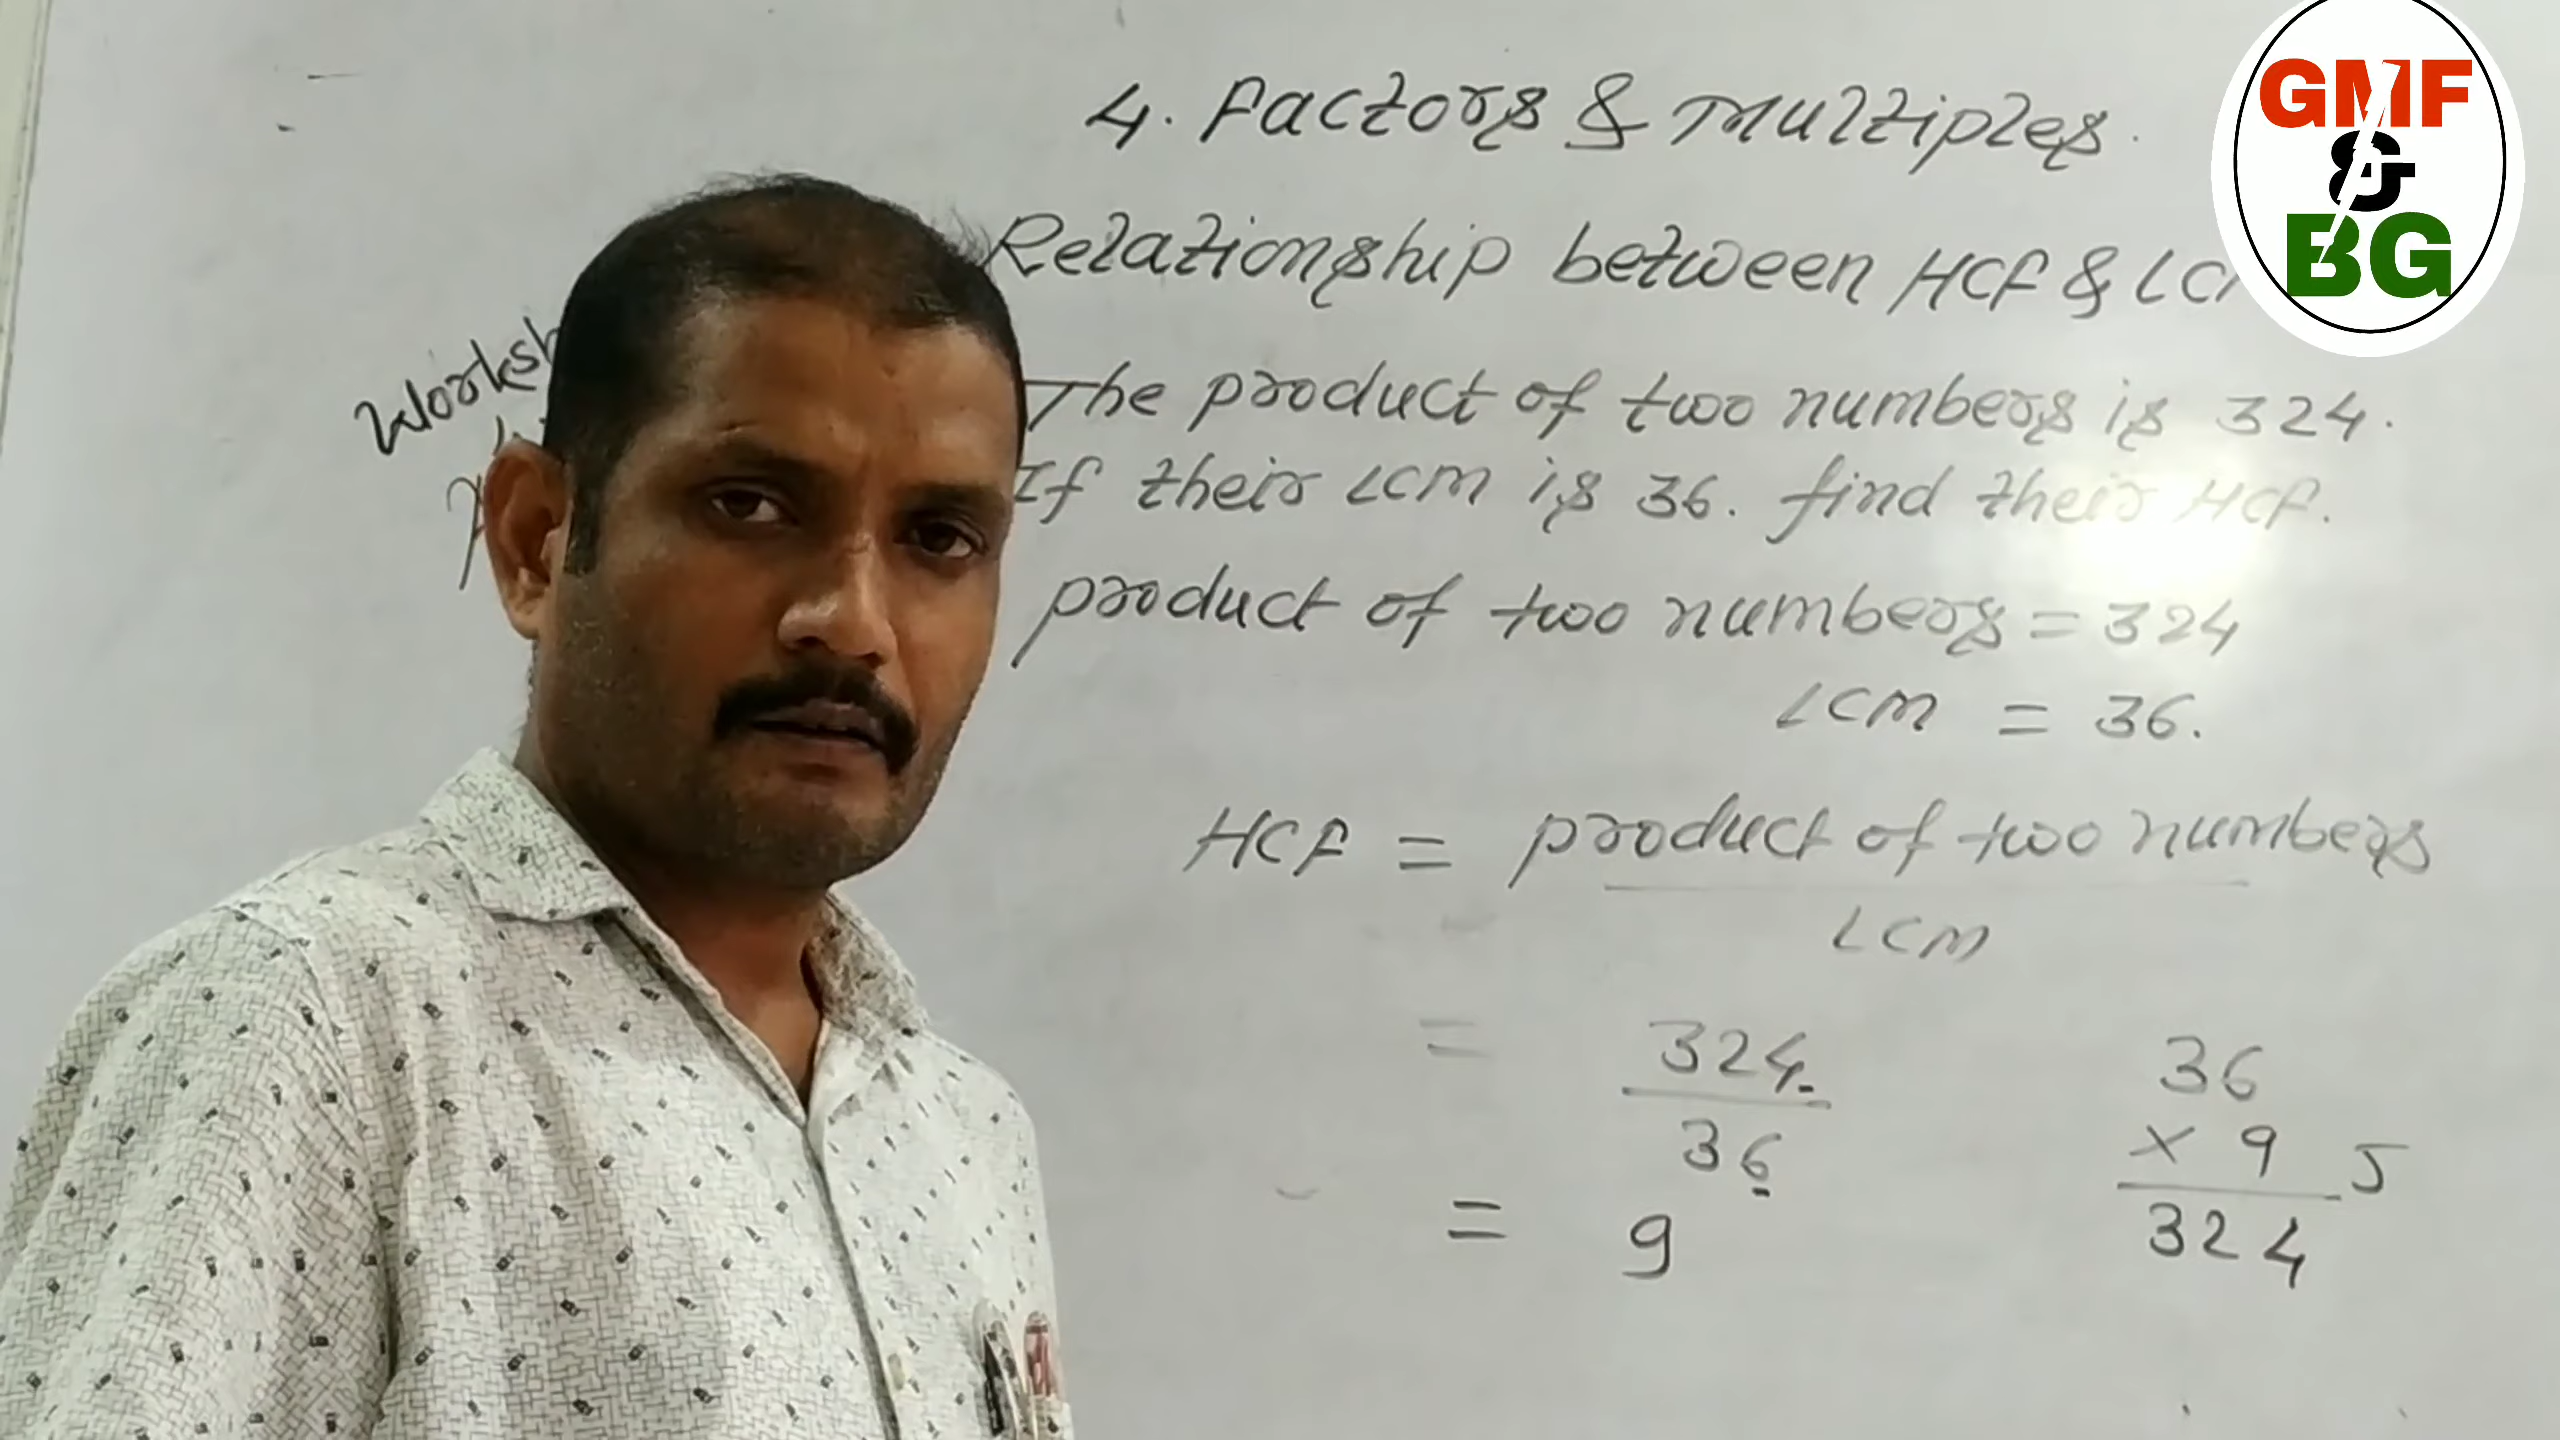 GMF
&
BG
4. Factors & Multiples.
Relationship between HCF &
The product of two numbers is 324.
If their LCM is 36. find their HCF.
product of two numbers = 324
LCM = 36.
HCF = product of two numbers
LCM
= 324
36
= 9
36
× 9 5
324